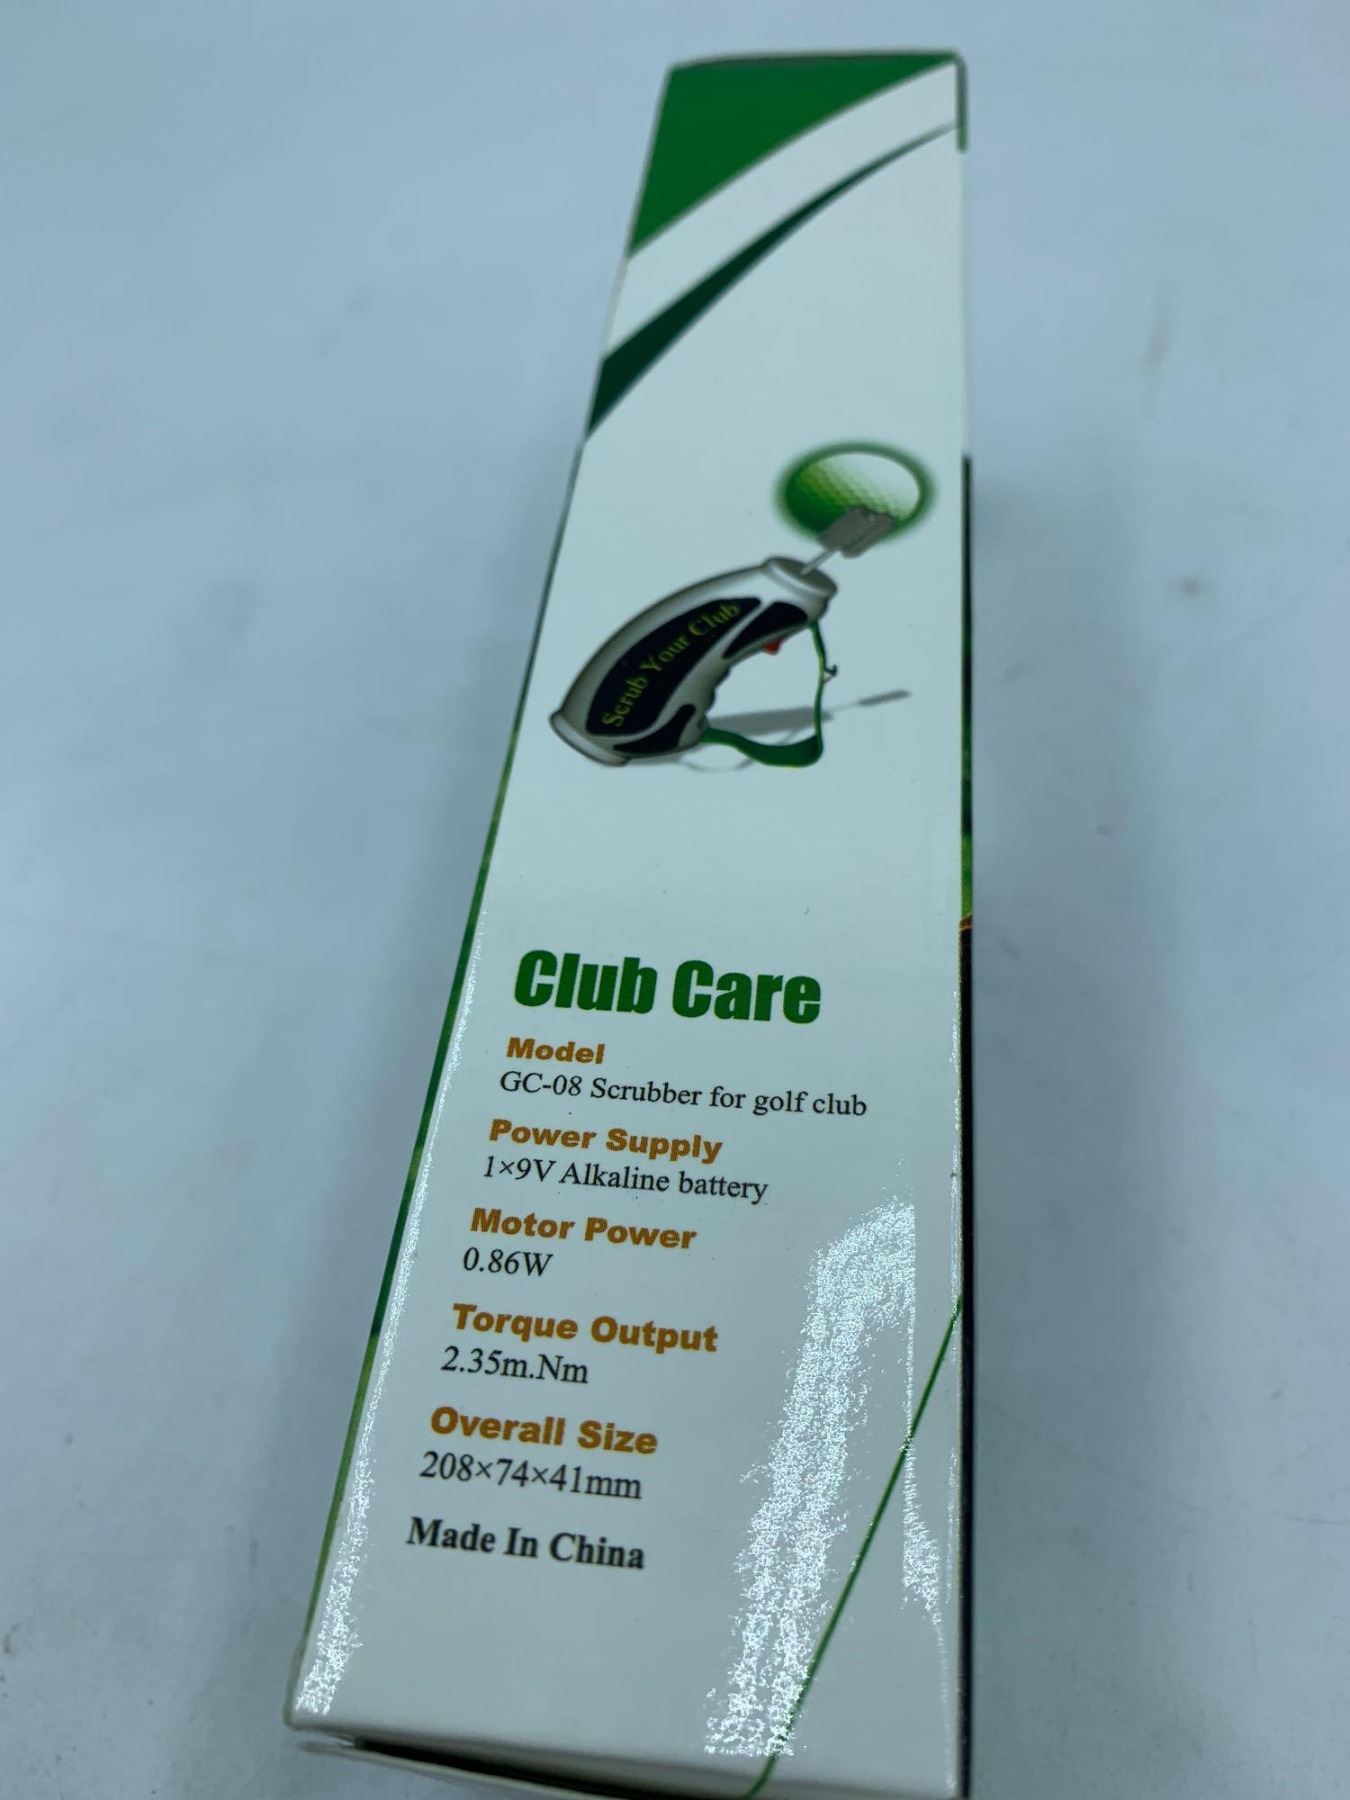 Scrub Your Club
Club Care
Model
GC-08 Scrubber for golf club
Power Supply
1×9V Alkaline battery
Motor Power
0.86W
Torque Output
2.35m.Nm
Overall Size
208×74×41mm
Made In China